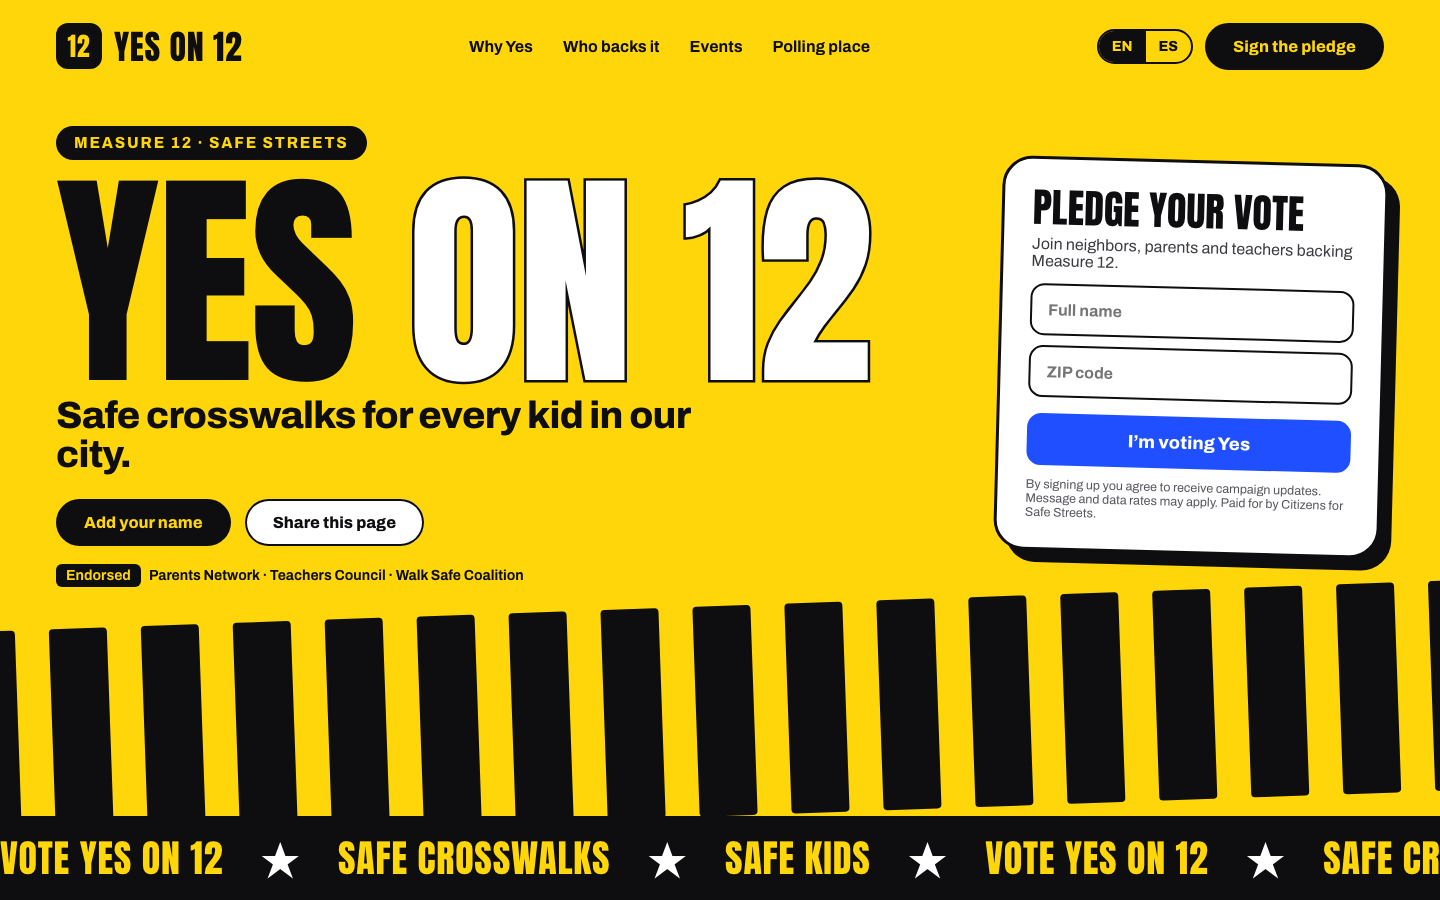 12 YES ON 12
Why Yes Who backs it Events Polling place
EN ES Sign the pledge
MEASURE 12 · SAFE STREETS
YES ON 12
Safe crosswalks for every kid in our
city.
Add your name Share this page
Endorsed Parents Network · Teachers Council · Walk Safe Coalition
PLEDGE YOUR VOTE
Join neighbors, parents and teachers backing
Measure 12.
Full name
ZIP code
I’m voting Yes
By signing up you agree to receive campaign updates.
Message and data rates may apply. Paid for by Citizens for
Safe Streets.
VOTE YES ON 12 ★ SAFE CROSSWALKS ★ SAFE KIDS ★ VOTE YES ON 12 ★ SAFE CR